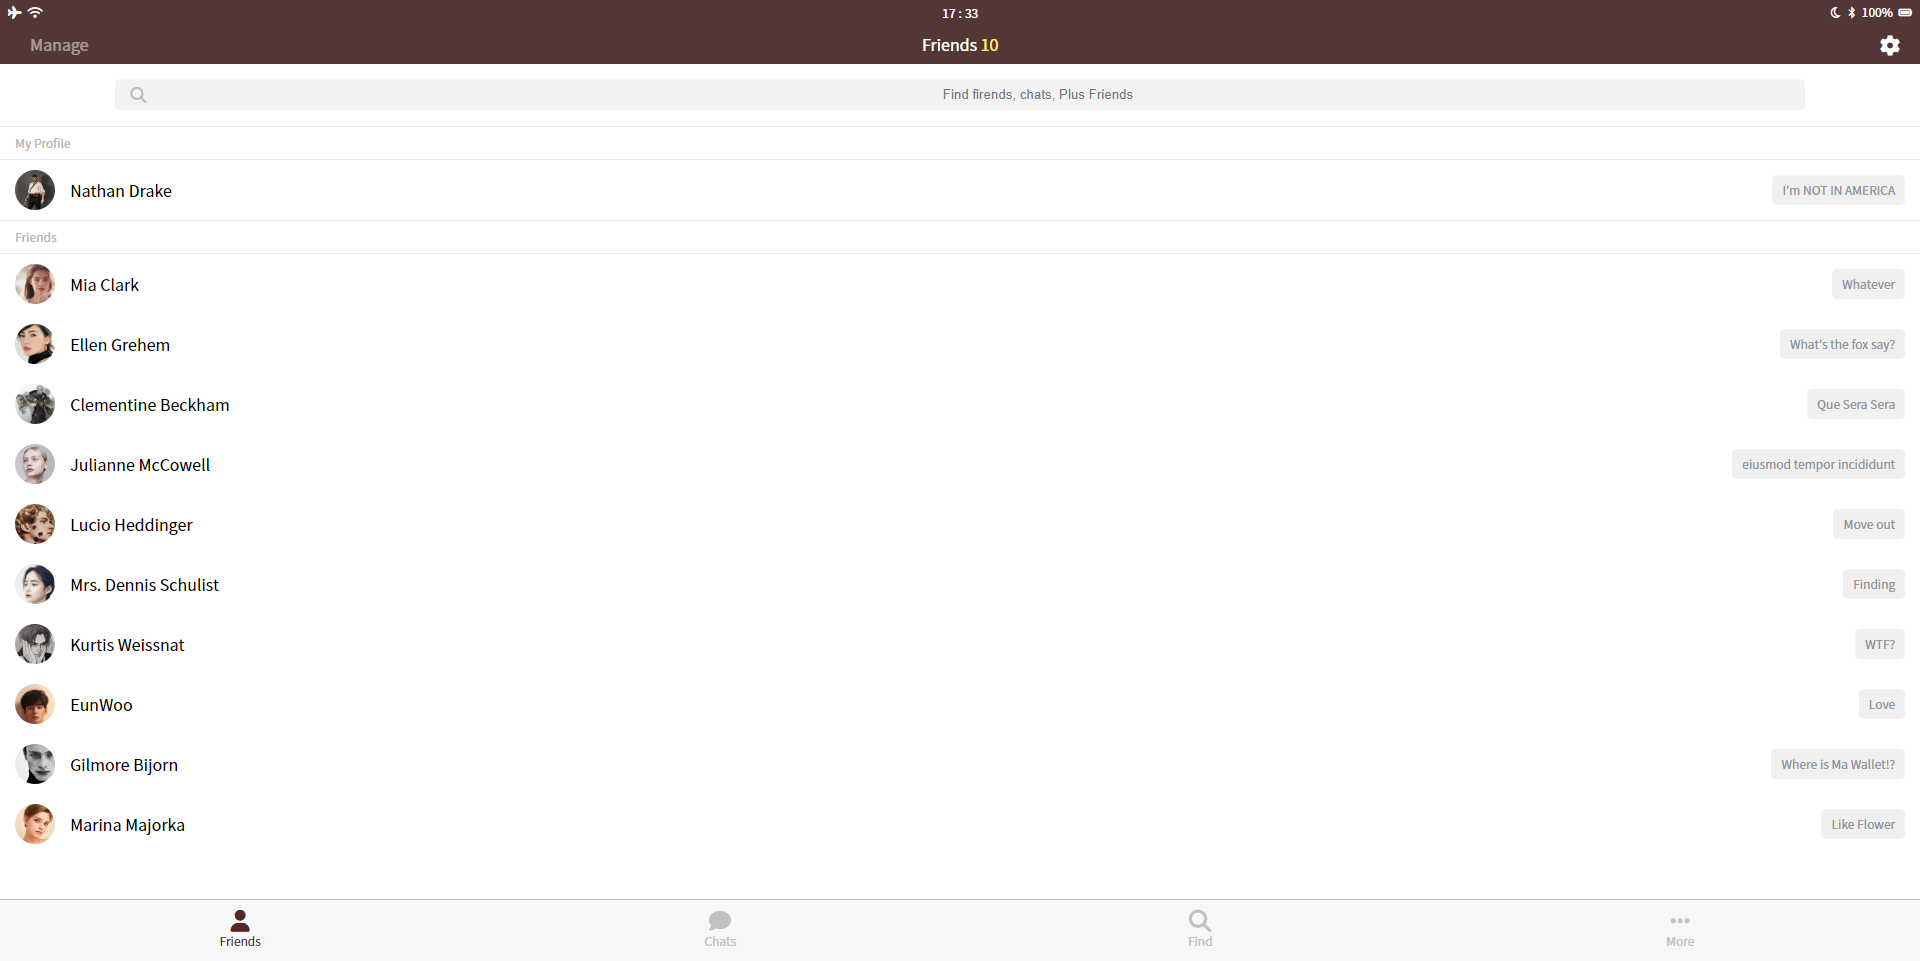 17 : 33
100%
Manage
Friends 10
Find firends, chats, Plus Friends
My Profile
Nathan Drake
I'm NOT IN AMERICA
Friends
Mia Clark
Whatever
Ellen Grehem
What's the fox say?
Clementine Beckham
Que Sera Sera
Julianne McCowell
eiusmod tempor incididunt
Lucio Heddinger
Move out
Mrs. Dennis Schulist
Finding
Kurtis Weissnat
WTF?
EunWoo
Love
Gilmore Bijorn
Where is Ma Wallet!?
Marina Majorka
Like Flower
Friends
Chats
Find
More